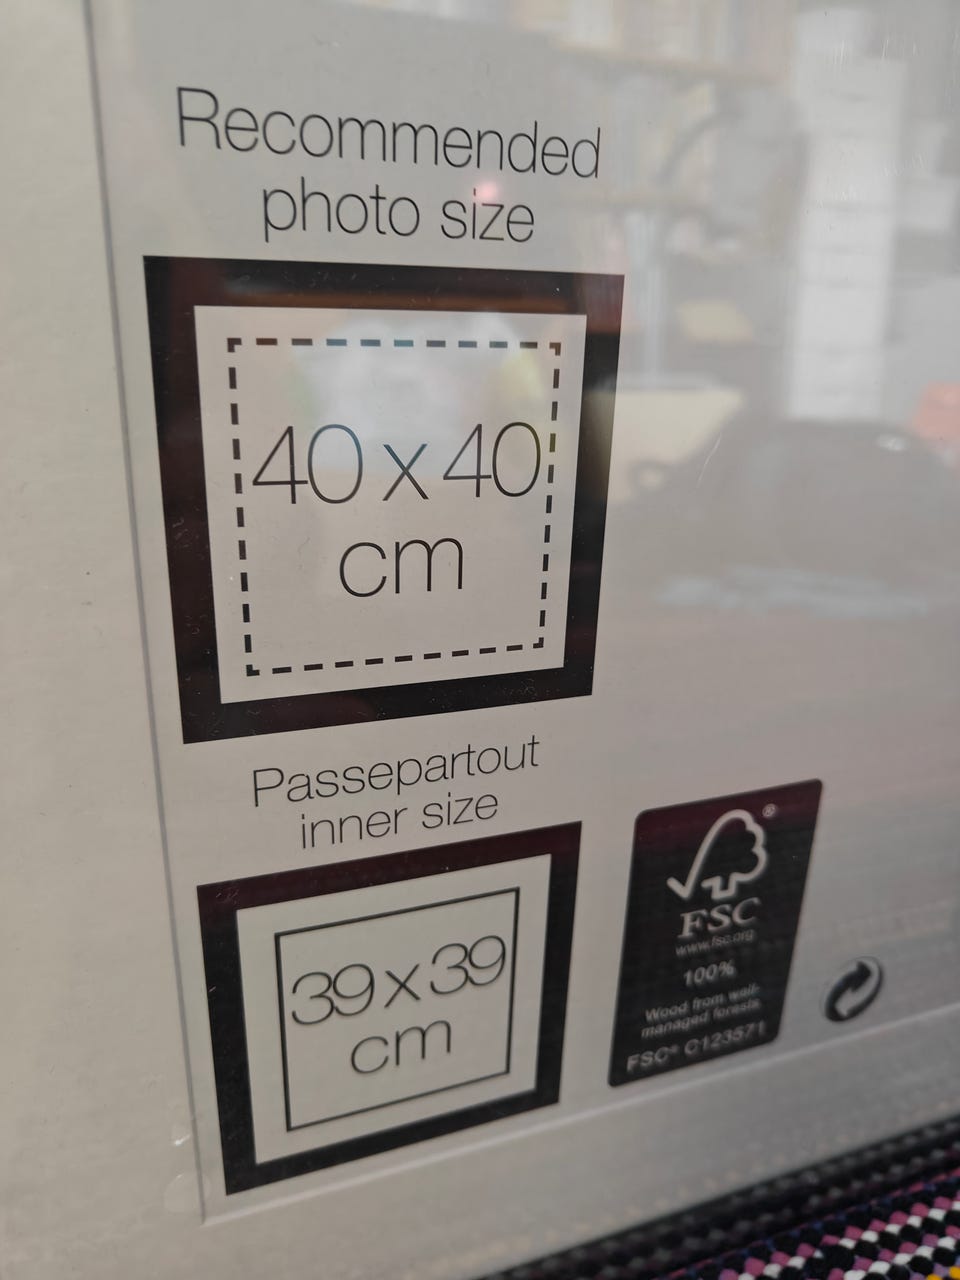 Recommended
photo size
40 x 40
cm
Passepartout
inner size
39 x 39
cm
®
FSC
www.fsc.org
100%
Wood from well-
managed forests
FSC® C123571